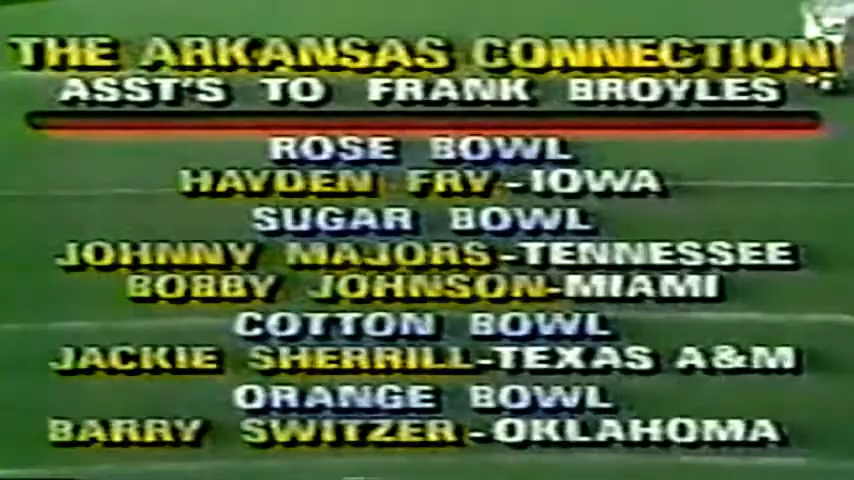 THE ARKANSAS CONNECTION
ASST'S TO FRANK BROYLES
ROSE BOWL
HAYDEN FRY-IOWA
SUGAR BOWL
JOHNNY MAJORS-TENNESSEE
BOBBY JOHNSON-MIAMI
COTTON BOWL
JACKIE SHERRILL-TEXAS A&M
ORANGE BOWL
BARRY SWITZER-OKLAHOMA